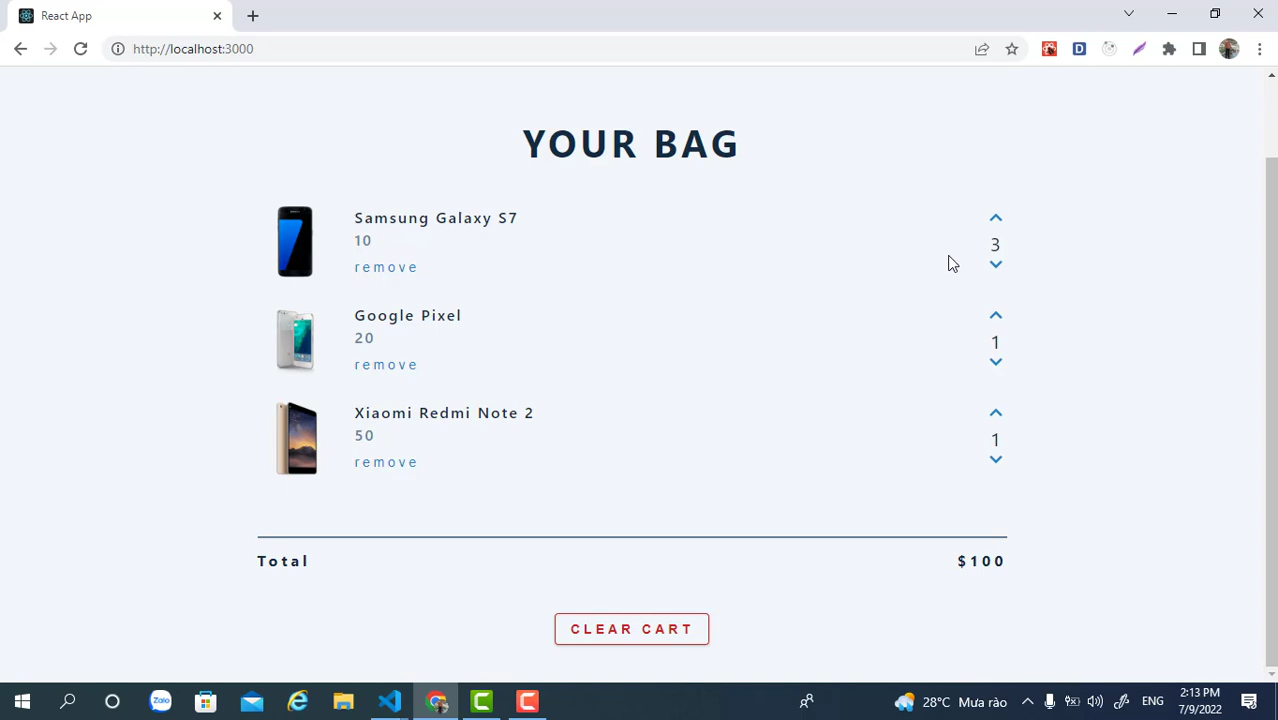 React App
http://localhost:3000
YOUR BAG
Samsung Galaxy S7
10
remove
3
Google Pixel
20
remove
1
Xiaomi Redmi Note 2
50
remove
1
Total $100
CLEAR CART
Zalo
28°C Mưa rào
ENG
2:13 PM
7/9/2022